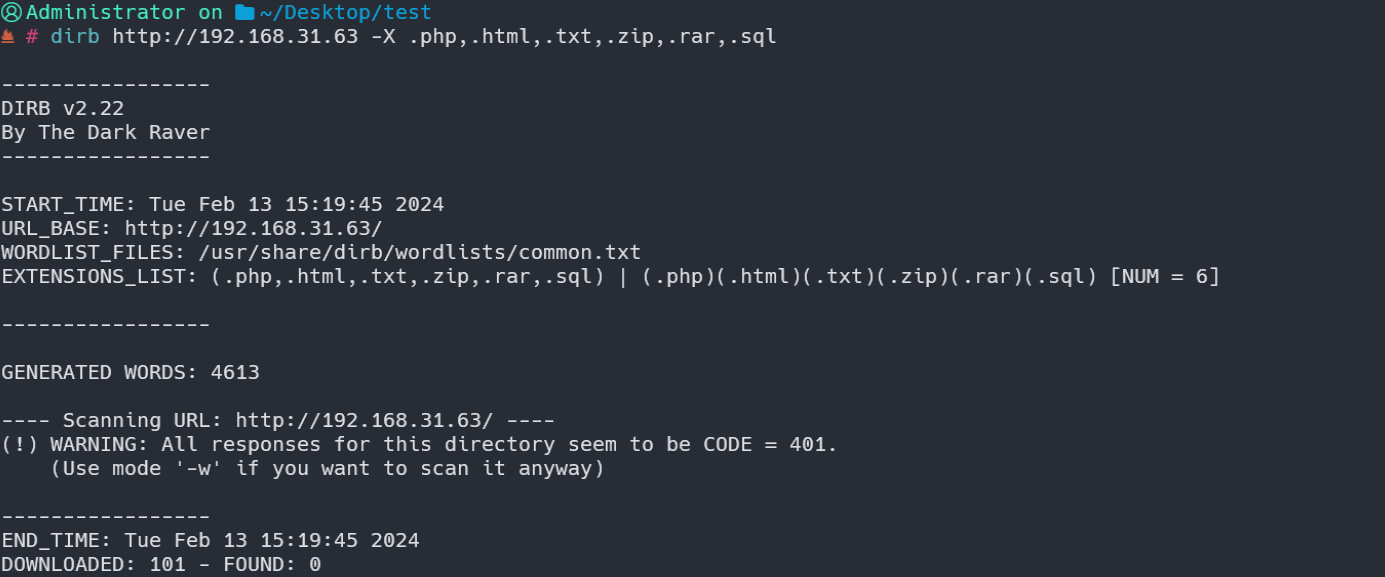 Administrator on ~/Desktop/test
# dirb http://192.168.31.63 -X .php,.html,.txt,.zip,.rar,.sql
-----------------
DIRB v2.22
By The Dark Raver
-----------------
START_TIME: Tue Feb 13 15:19:45 2024
URL_BASE: http://192.168.31.63/
WORDLIST_FILES: /usr/share/dirb/wordlists/common.txt
EXTENSIONS_LIST: (.php,.html,.txt,.zip,.rar,.sql) | (.php)(.html)(.txt)(.zip)(.rar)(.sql) [NUM = 6]
-----------------
GENERATED WORDS: 4613
---- Scanning URL: http://192.168.31.63/ ----
(!) WARNING: All responses for this directory seem to be CODE = 401.
    (Use mode '-w' if you want to scan it anyway)
-----------------
END_TIME: Tue Feb 13 15:19:45 2024
DOWNLOADED: 101 - FOUND: 0